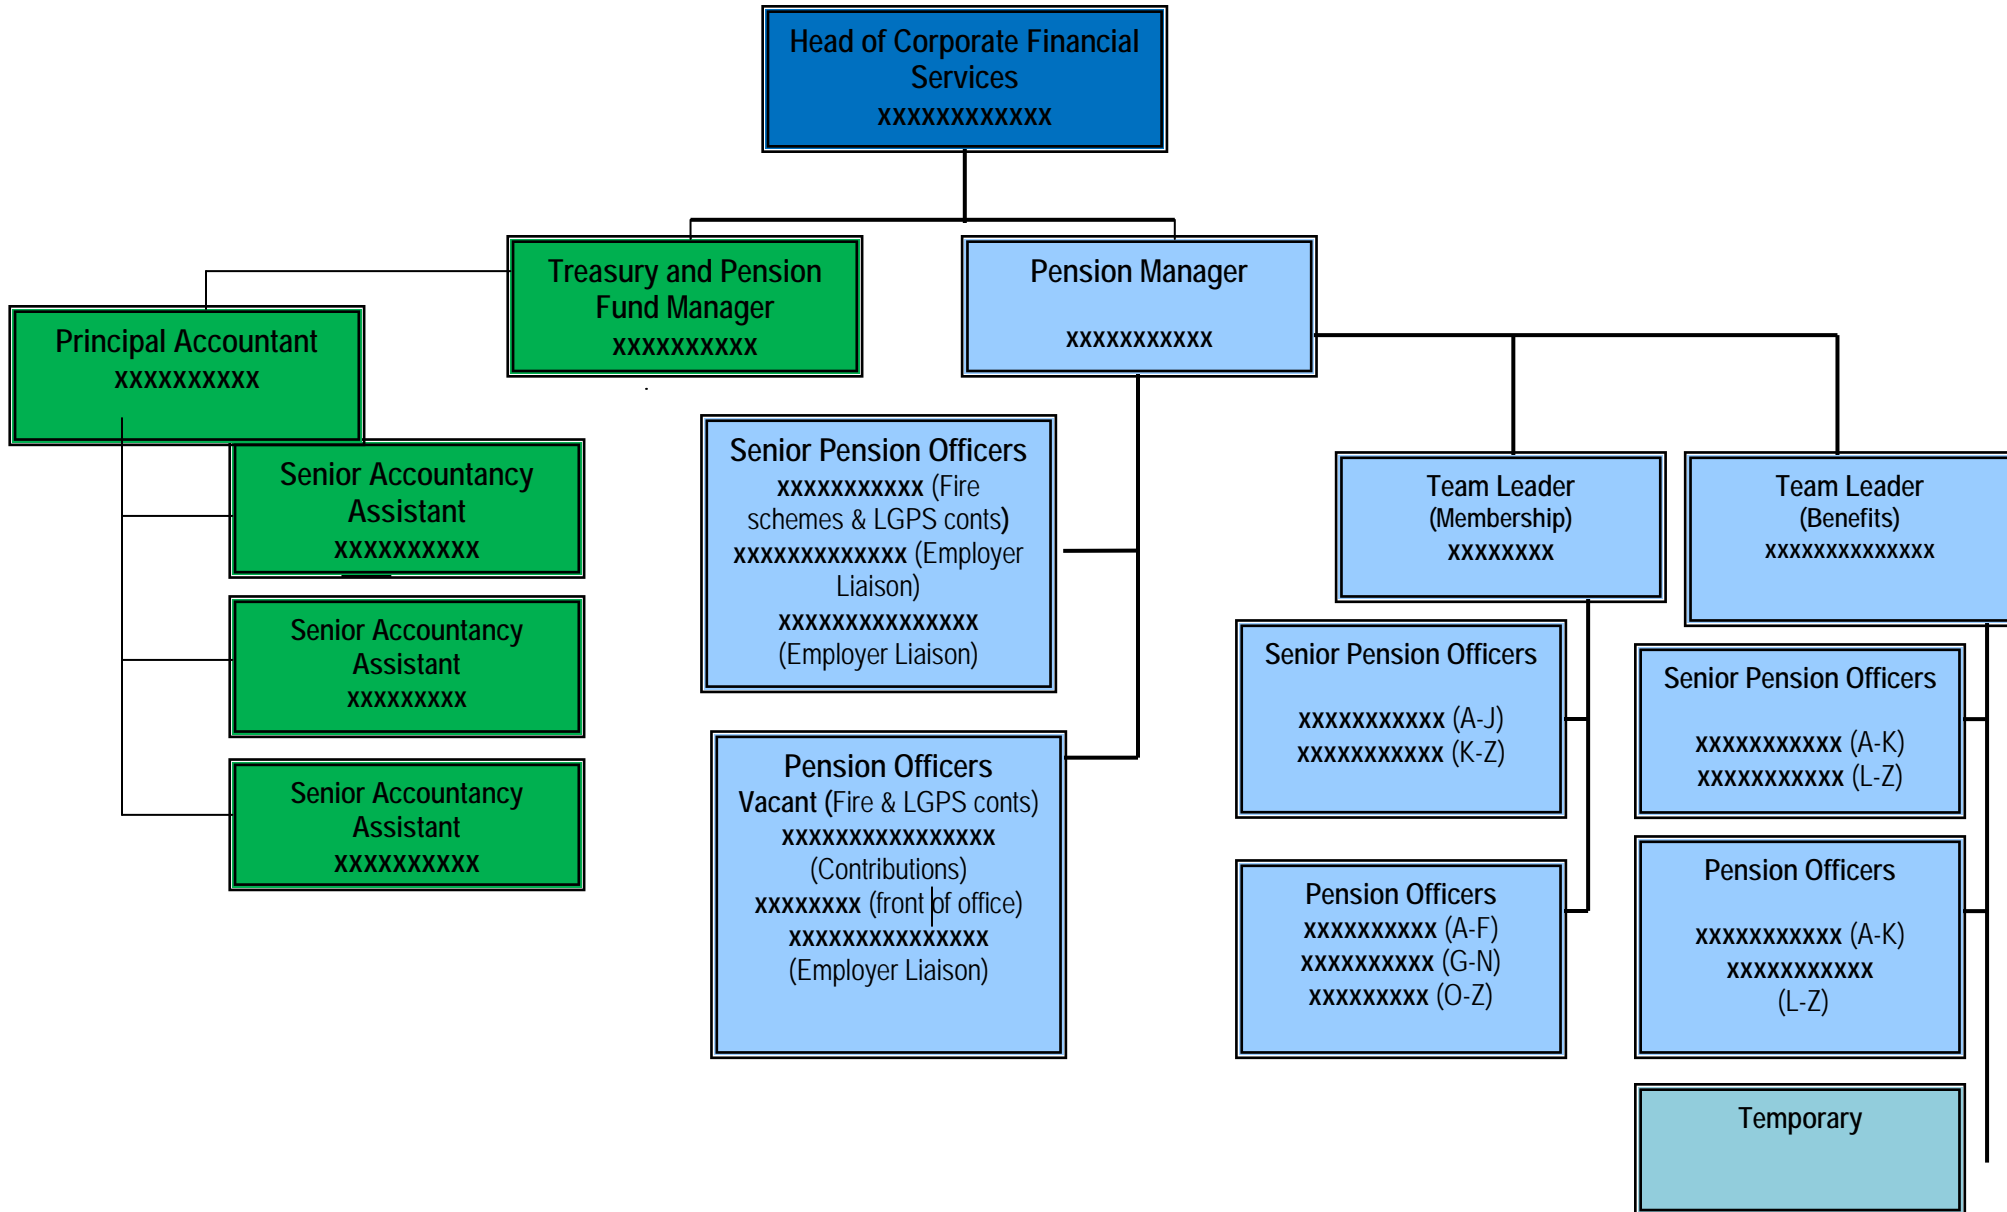 Head of Corporate Financial
Services
xxxxxxxxxxxxx
Treasury and Pension
Fund Manager
xxxxxxxxxx
Pension Manager
xxxxxxxxxxx
Principal Accountant
xxxxxxxxxx
Senior Accountancy
Assistant
xxxxxxxxxx
Senior Accountancy
Assistant
xxxxxxxxx
Senior Accountancy
Assistant
xxxxxxxxxx
Senior Pension Officers
xxxxxxxxxxx (Fire
schemes & LGPS conts)
xxxxxxxxxxxxx (Employer
Liaison)
xxxxxxxxxxxxxxx
(Employer Liaison)
Pension Officers
Vacant (Fire & LGPS conts)
xxxxxxxxxxxxxxxx
(Contributions)
xxxxxxxx (front of office)
xxxxxxxxxxxxxxx
(Employer Liaison)
Team Leader
(Membership)
xxxxxxxx
Senior Pension Officers
xxxxxxxxxxx (A-J)
xxxxxxxxxxx (K-Z)
Pension Officers
xxxxxxxxxx (A-F)
xxxxxxxxxx (G-N)
xxxxxxxxx (O-Z)
Team Leader
(Benefits)
xxxxxxxxxxxxxx
Senior Pension Officers
xxxxxxxxxxx (A-K)
xxxxxxxxxxx (L-Z)
Pension Officers
xxxxxxxxxxx (A-K)
xxxxxxxxxxx
(L-Z)
Temporary